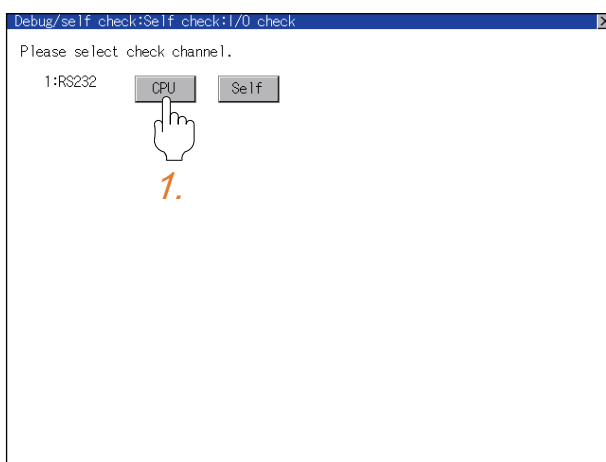 Debug/self check:Self check:I/O check
Please select check channel.
1:RS232 CPU Self
1.